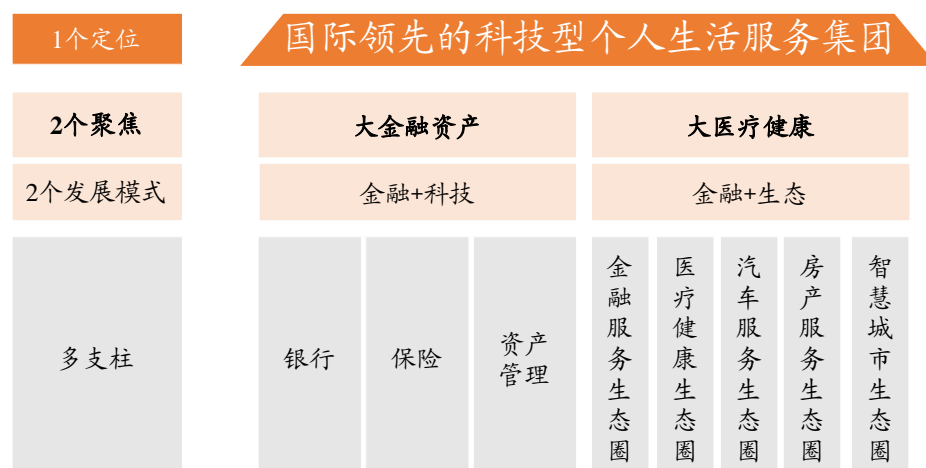 1个定位
国际领先的科技型个人生活服务集团
2个聚焦
大金融资产
大医疗健康
2个发展模式
金融+科技
金融+生态
多支柱
银行
保险
资产
管理
金融服务生态圈
医疗健康生态圈
汽车服务生态圈
房产服务生态圈
智慧城市生态圈